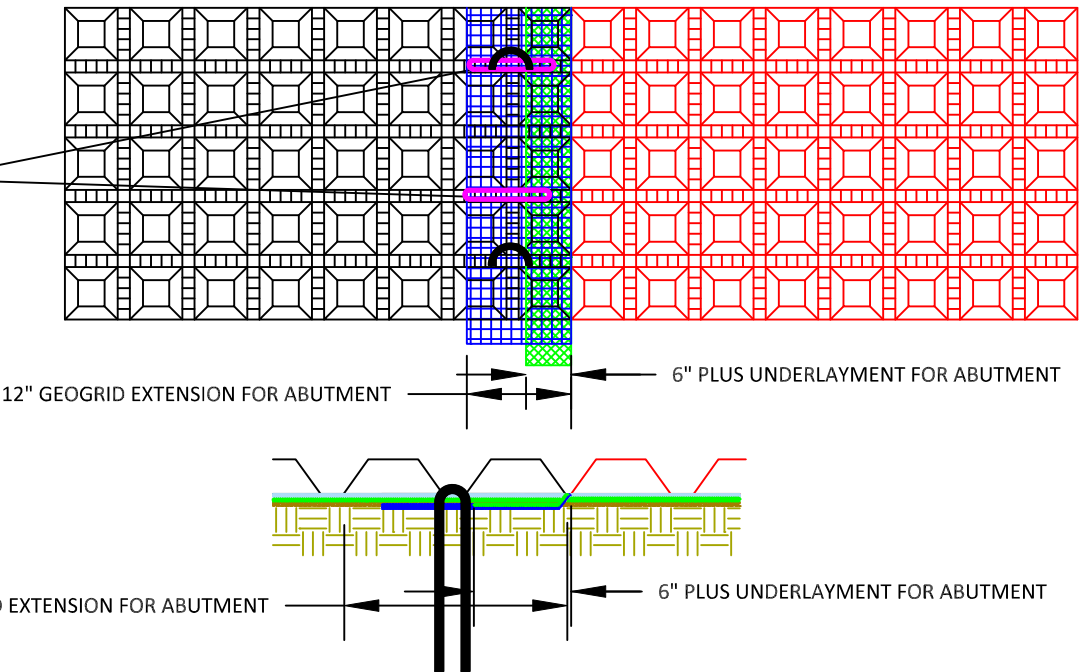 6" PLUS UNDERLAYMENT FOR ABUTMENT
12" GEOGRID EXTENSION FOR ABUTMENT
6" PLUS UNDERLAYMENT FOR ABUTMENT
EXTENSION FOR ABUTMENT